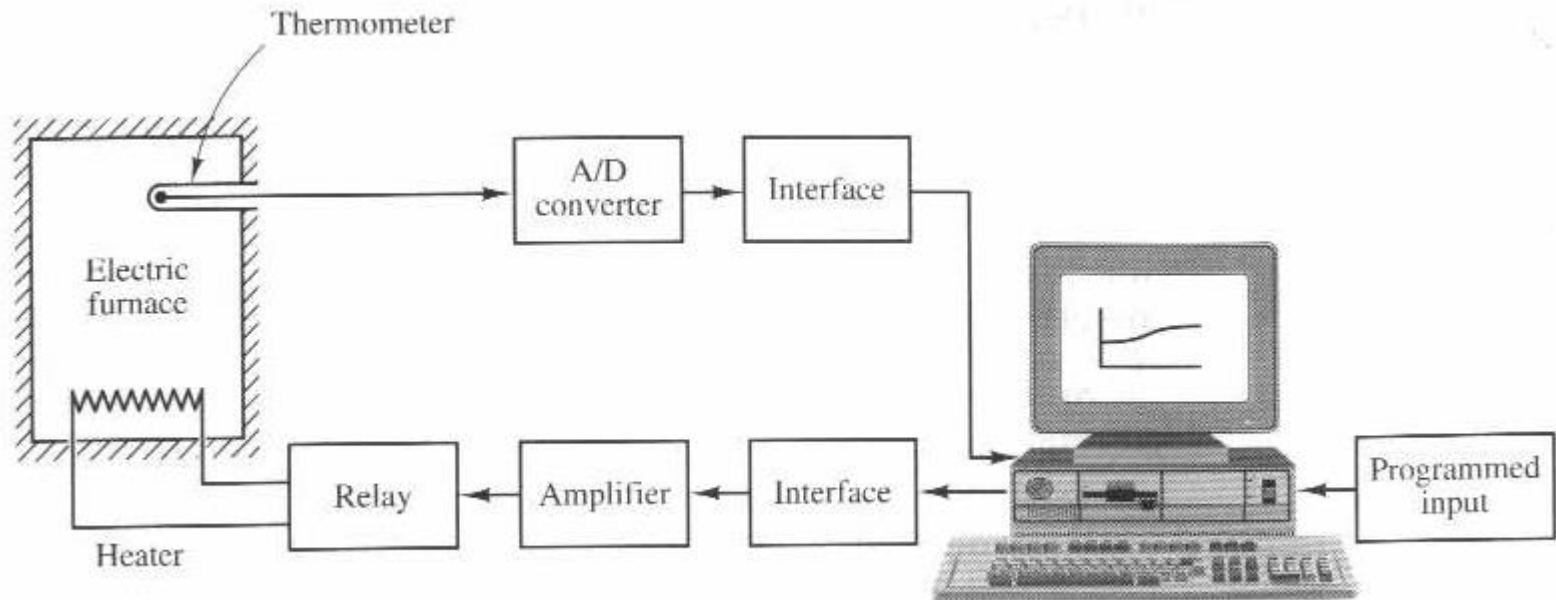 Thermometer
A/D
converter
Interface
Electric
furnace
Relay
Amplifier
Interface
Programmed
input
Heater